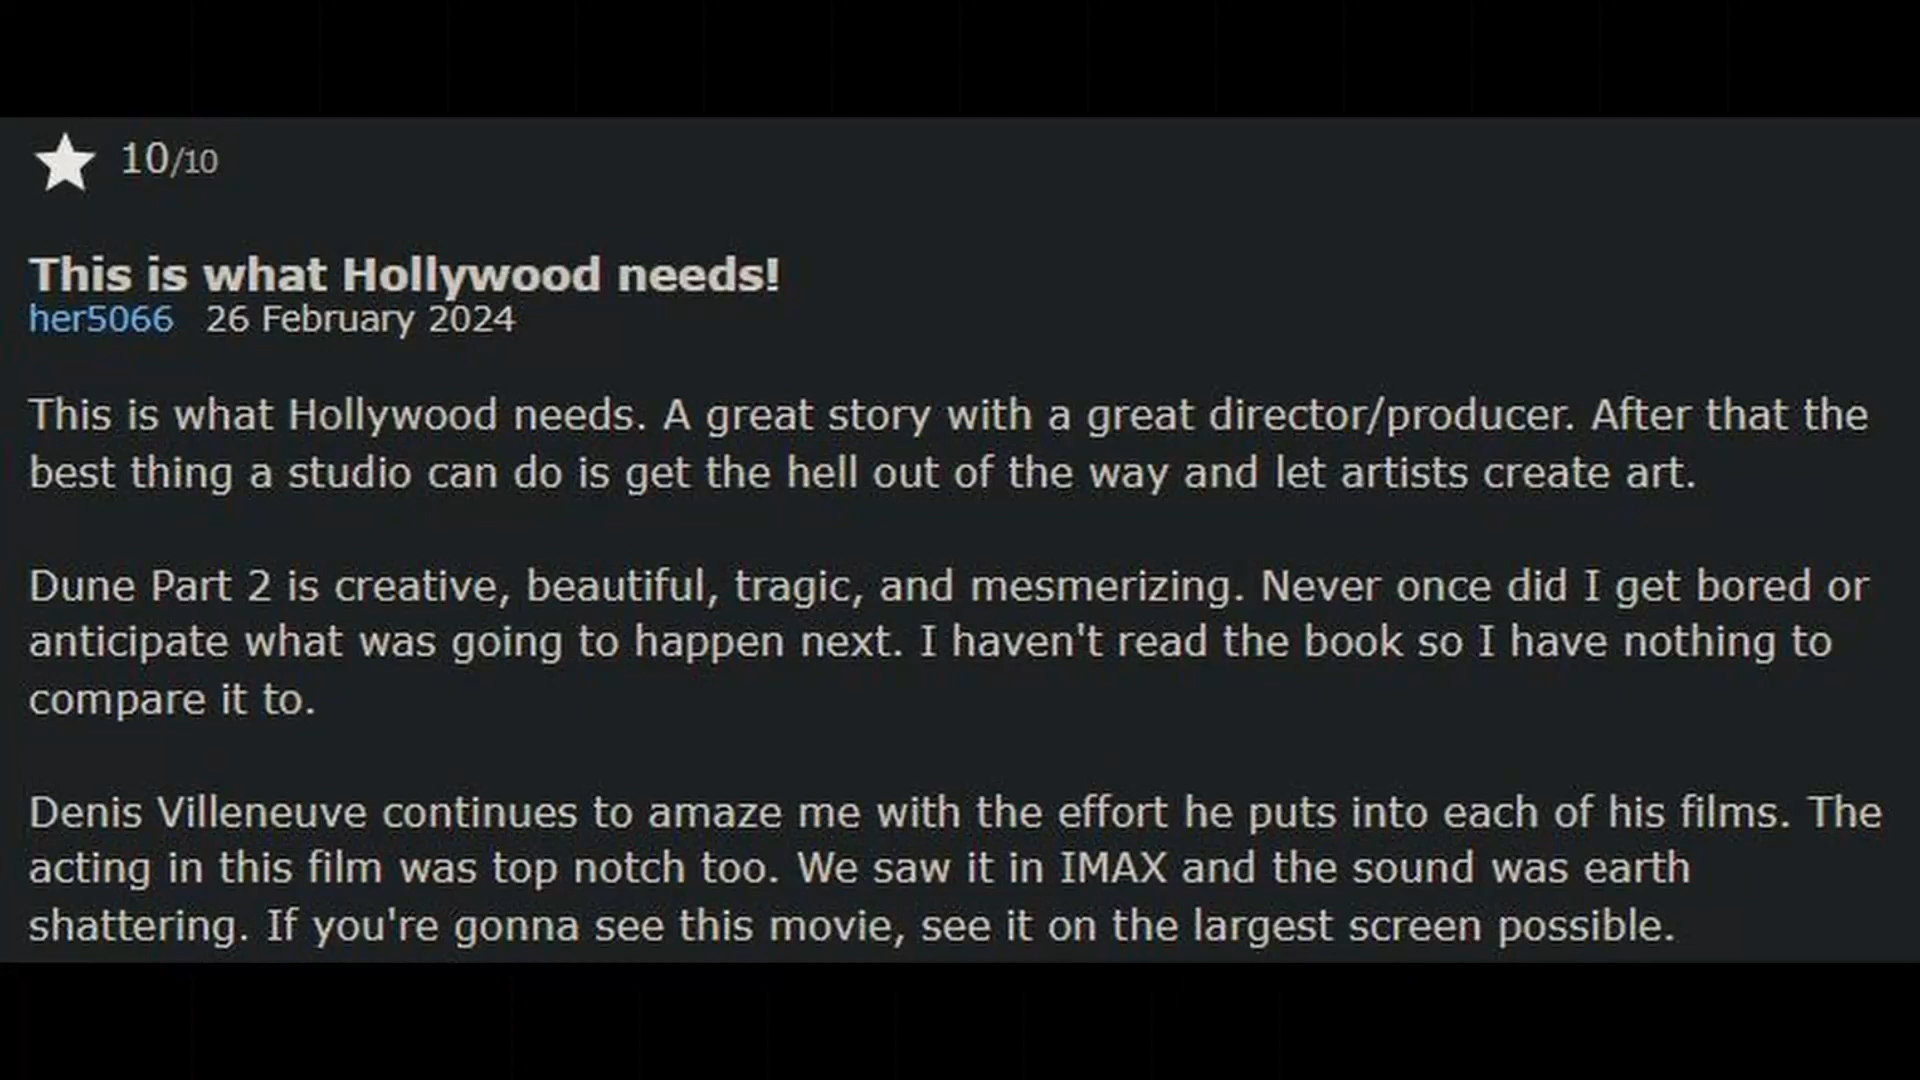 10/10
This is what Hollywood needs!
her5066 26 February 2024
This is what Hollywood needs. A great story with a great director/producer. After that the
best thing a studio can do is get the hell out of the way and let artists create art.
Dune Part 2 is creative, beautiful, tragic, and mesmerizing. Never once did I get bored or
anticipate what was going to happen next. I haven't read the book so I have nothing to
compare it to.
Denis Villeneuve continues to amaze me with the effort he puts into each of his films. The
acting in this film was top notch too. We saw it in IMAX and the sound was earth
shattering. If you're gonna see this movie, see it on the largest screen possible.